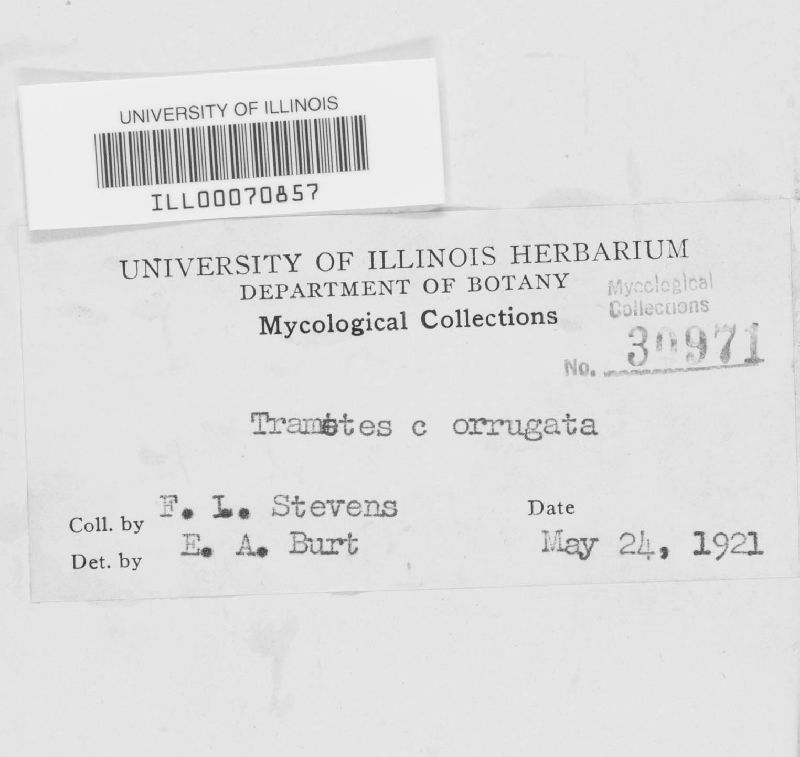 UNIVERSITY OF ILLINOIS
ILL00070857
UNIVERSITY OF ILLINOIS HERBARIUM
DEPARTMENT OF BOTANY
Mycological Collections
Mycological
Collections
No. 30971
Trametes c orrugata
Coll. by F. L. Stevens
Date
Det. by E. A. Burt
May 24, 1921